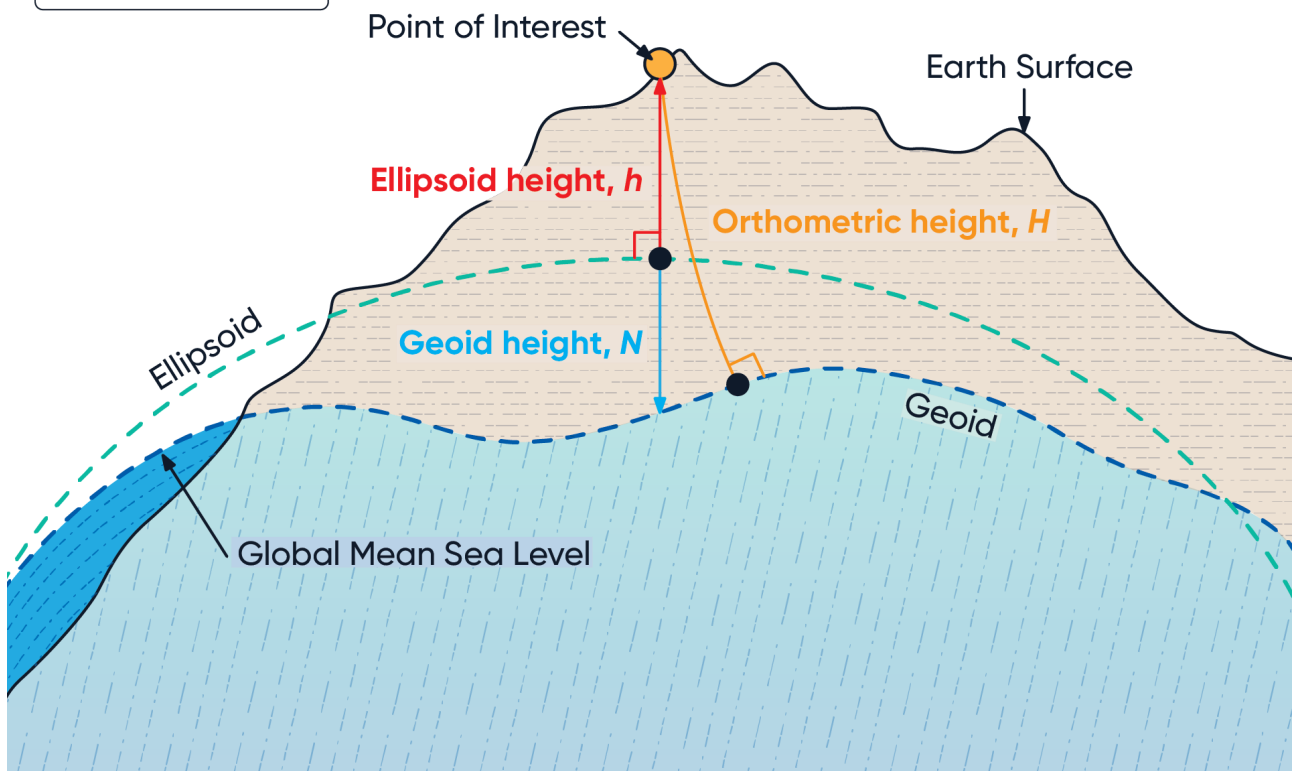 Point of Interest
Earth Surface
Ellipsoid height, h
Orthometric height, H
Ellipsoid
Geoid height, N
Geoid
Global Mean Sea Level